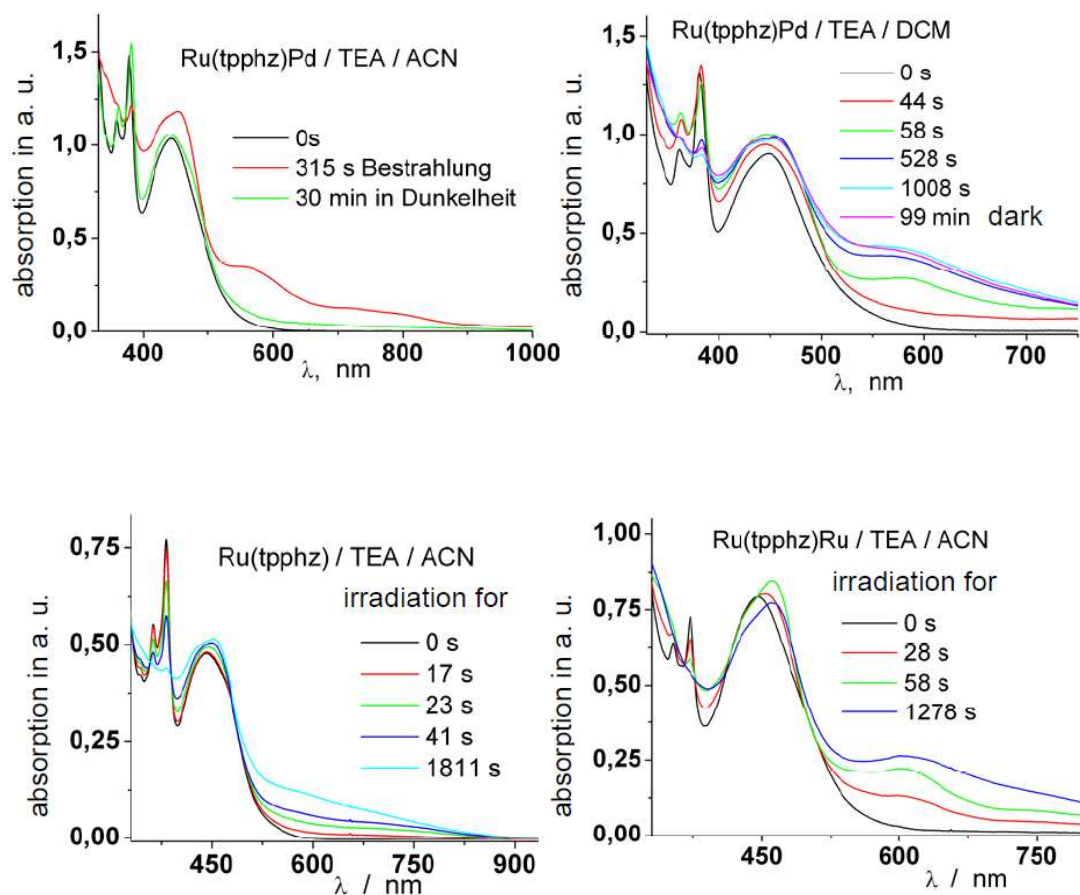 Ru(tpphz)Pd / TEA / ACN
0s
315 s Bestrahlung
30 min in Dunkelheit
absorption in a. u.
1,5
1,0
0,5
0,0
400
600
800
1000
λ, nm
Ru(tpphz)Pd / TEA / DCM
0 s
44 s
58 s
528 s
1008 s
99 min dark
absorption in a. u.
1,5
1,0
0,5
0,0
400
500
600
700
λ, nm
Ru(tpphz) / TEA / ACN
irradiation for
0 s
17 s
23 s
41 s
1811 s
absorption in a. u.
0,75
0,50
0,25
0,00
450
600
750
900
λ / nm
Ru(tpphz)Ru / TEA / ACN
irradiation for
0 s
28 s
58 s
1278 s
absorption in a. u.
1,00
0,75
0,50
0,25
0,00
450
600
750
λ / nm